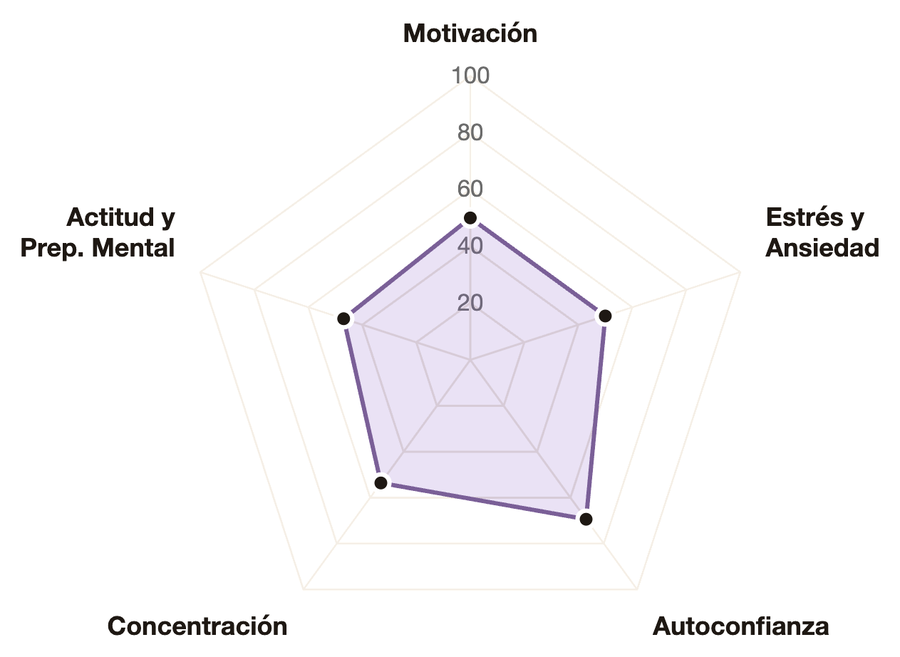 Motivación
100
80
60
40
20
Actitud y
Prep. Mental
Estrés y
Ansiedad
Concentración
Autoconfianza